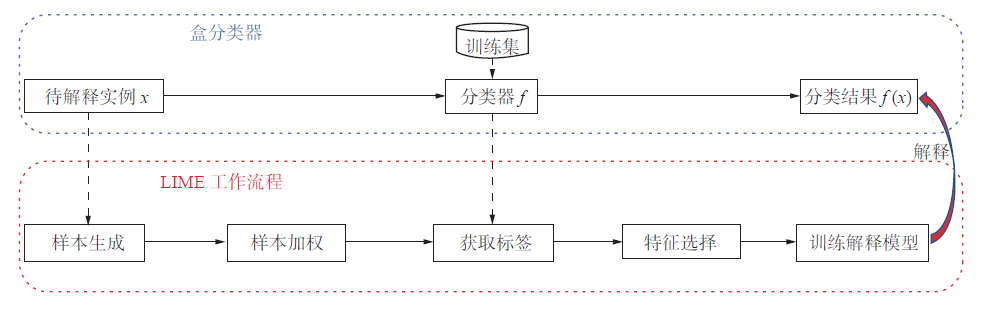 盒分类器
训练集
待解释实例 x
分类器 f
分类结果 f (x)
解释
LIME 工作流程
样本生成
样本加权
获取标签
特征选择
训练解释模型